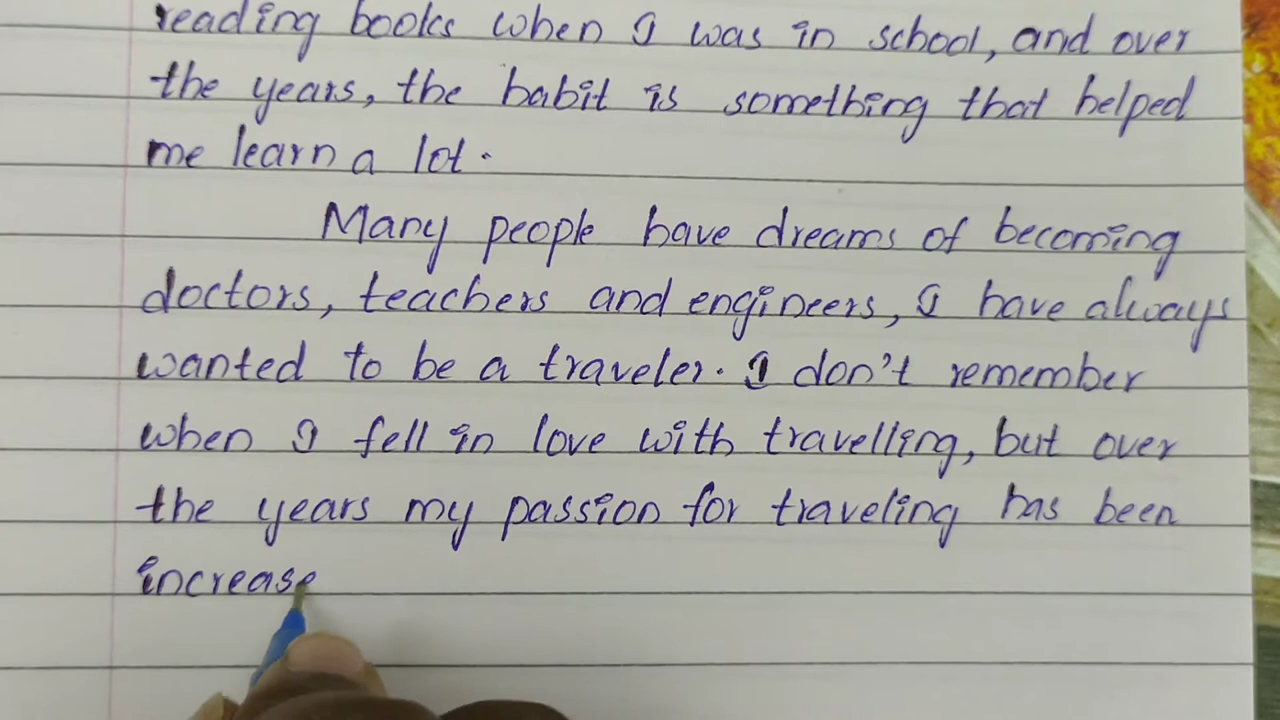 reading books when I was in school, and over
the years, the habit is something that helped
me learn a lot.
Many people have dreams of becoming
doctors, teachers and engineers, I have always
wanted to be a traveler. I don't remember
when I fell in love with travelling, but over
the years my passion for traveling has been
increase